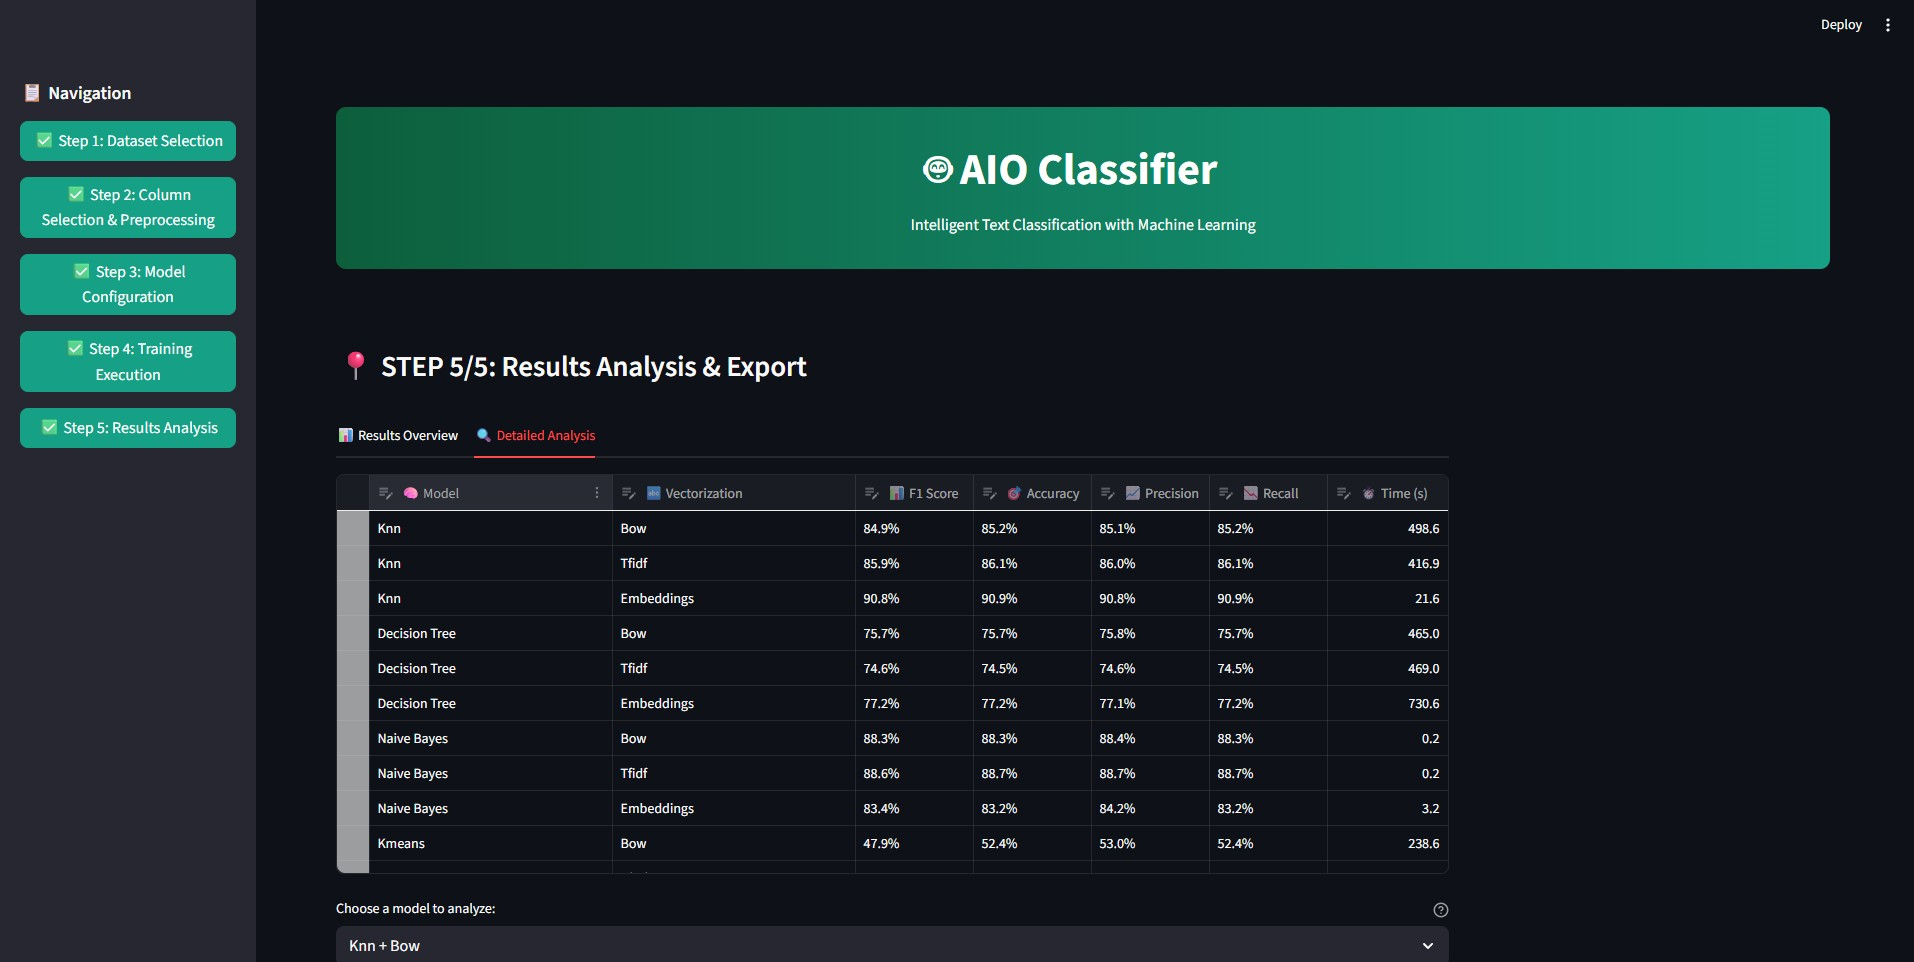 Deploy
Navigation
Step 1: Dataset Selection
Step 2: Column
Selection & Preprocessing
Step 3: Model
Configuration
Step 4: Training
Execution
Step 5: Results Analysis
AIO Classifier
Intelligent Text Classification with Machine Learning
STEP 5/5: Results Analysis & Export
Results Overview Detailed Analysis
Model Vectorization F1 Score Accuracy Precision Recall Time (s)
Knn Bow 84.9% 85.2% 85.1% 85.2% 498.6
Knn Tfidf 85.9% 86.1% 86.0% 86.1% 416.9
Knn Embeddings 90.8% 90.9% 90.8% 90.9% 21.6
Decision Tree Bow 75.7% 75.7% 75.8% 75.7% 465.0
Decision Tree Tfidf 74.6% 74.5% 74.6% 74.5% 469.0
Decision Tree Embeddings 77.2% 77.2% 77.1% 77.2% 730.6
Naive Bayes Bow 88.3% 88.3% 88.4% 88.3% 0.2
Naive Bayes Tfidf 88.6% 88.7% 88.7% 88.7% 0.2
Naive Bayes Embeddings 83.4% 83.2% 84.2% 83.2% 3.2
Kmeans Bow 47.9% 52.4% 53.0% 52.4% 238.6
Choose a model to analyze:
Knn + Bow